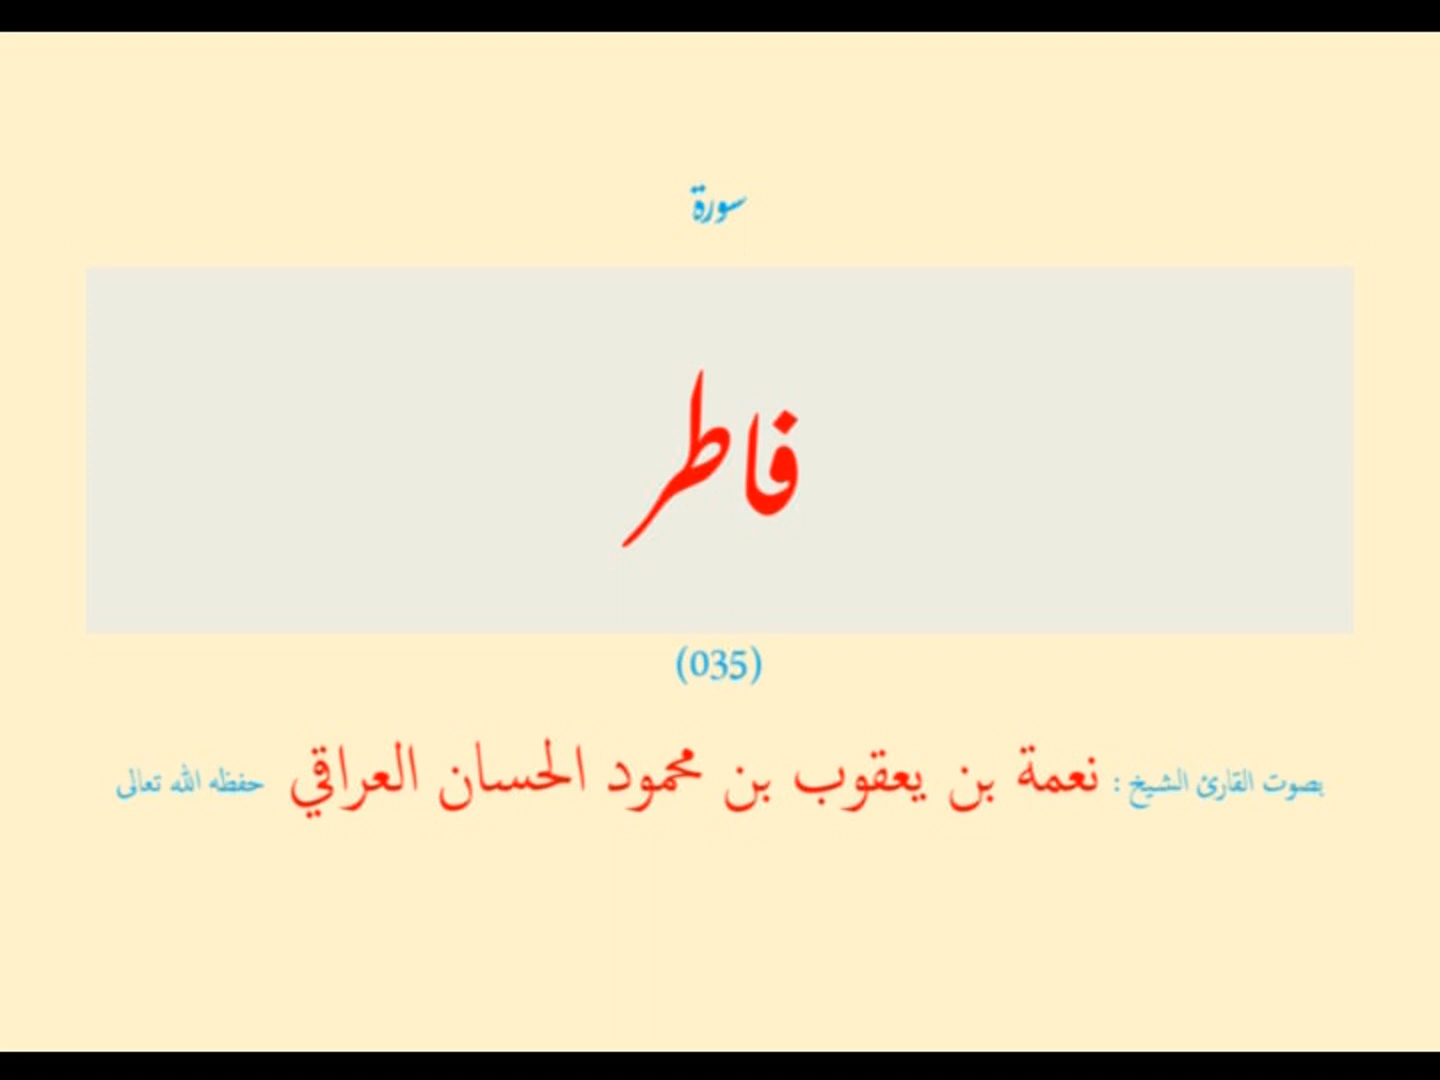 سورة
فاطر
(035)
بصوت القارئ الشيخ : نعمة بن يعقوب بن محمود الحسان العراقي حفظه الله تعالى